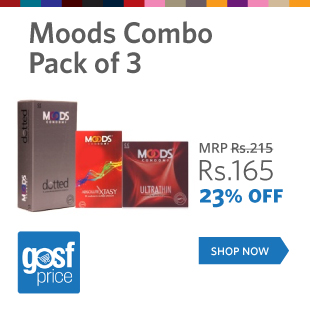 Moods Combo
Pack of 3
MOODS
CONDOMS
dotted
MOODS
MOODS
CONDOMS
XTASY
MOODS
CONDOMS
ULTRATHIN
MRP Rs.215
Rs.165
23% OFF
gosf
price
SHOP NOW